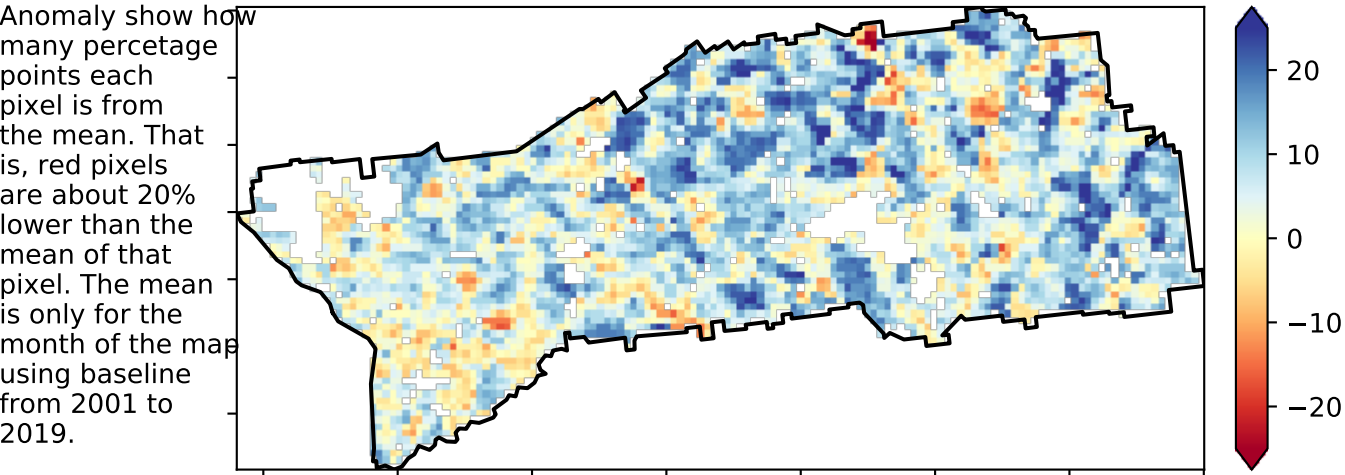 Anomaly show how
many percetage
points each
pixel is from
the mean. That
is, red pixels
are about 20%
lower than the
mean of that
pixel. The mean
is only for the
month of the map
using baseline
from 2001 to
2019.
20
10
0
−10
−20